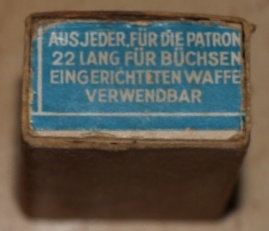 AUS JEDER, FÜR DIE PATRON
22 LANG FÜR BÜCHSEN
EINGERICHTETEN WAFFE
VERWENDBAR